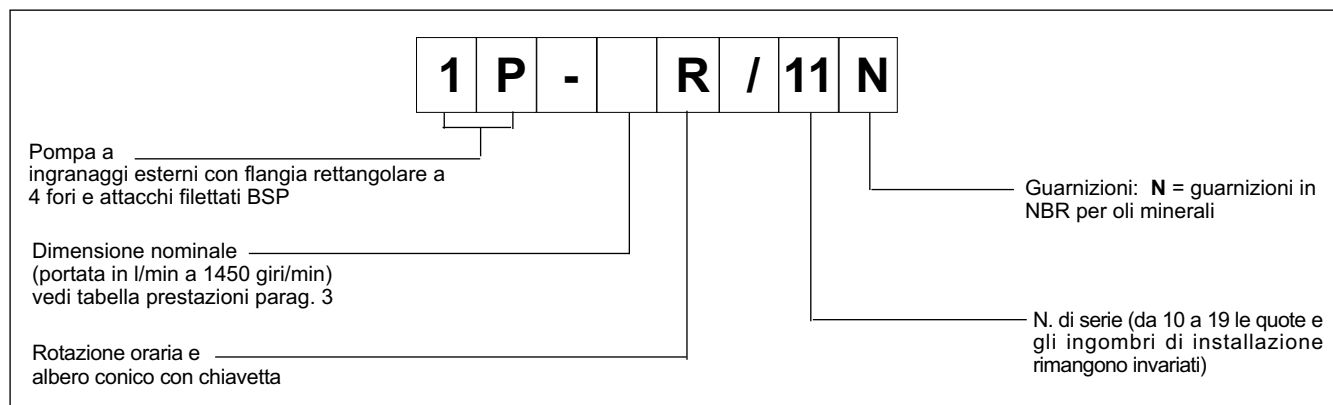 1 P - R / 11 N
Pompa a
ingranaggi esterni con flangia rettangolare a
4 fori e attacchi filettati BSP
Dimensione nominale
(portata in l/min a 1450 giri/min)
vedi tabella prestazioni parag. 3
Rotazione oraria e
albero conico con chiavetta
Guarnizioni: N = guarnizioni in
NBR per oli minerali
N. di serie (da 10 a 19 le quote e
gli ingombri di installazione
rimangono invariati)